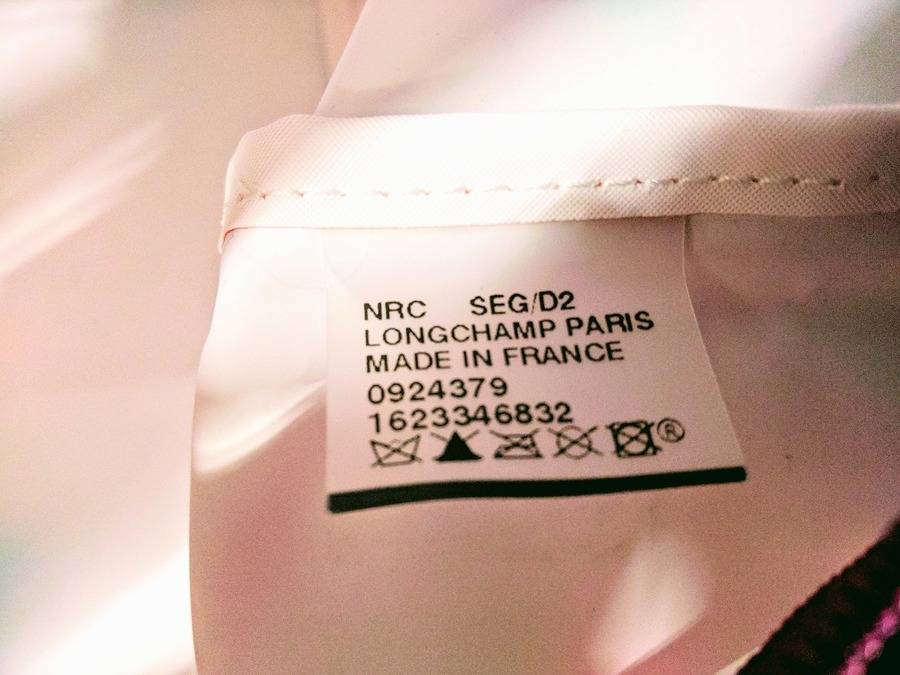 NRC SEG/D2
LONGCHAMP PARIS
MADE IN FRANCE
0924379
1623346832
®